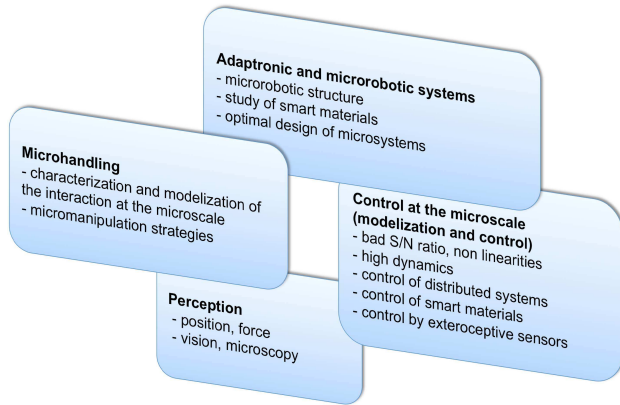 Adaptronic and microrobotic systems
- microrobotic structure
- study of smart materials
- optimal design of microsystems
Microhandling
- characterization and modelization of
the interaction at the microscale
- micromanipulation strategies
Control at the microscale
(modelization and control)
- bad S/N ratio, non linearities
- high dynamics
- control of distributed systems
- control of smart materials
- control by exteroceptive sensors
Perception
- position, force
- vision, microscopy